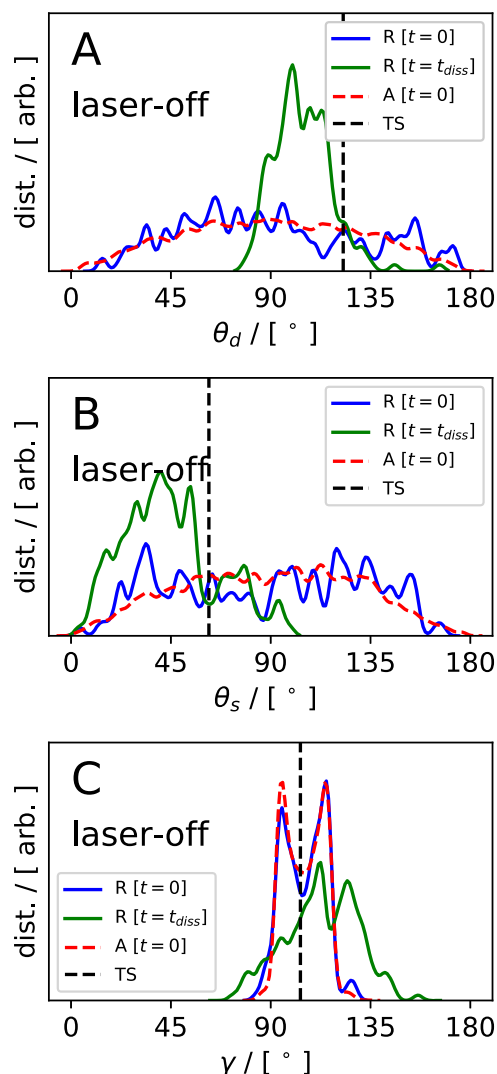 A
laser-off
R [t = 0]
R [t = t_diss]
A [t = 0]
TS
dist. / [ arb. ]
0 45 90 135 180
θ_d / [ ° ]
B
laser-off
R [t = 0]
R [t = t_diss]
A [t = 0]
TS
dist. / [ arb. ]
0 45 90 135 180
θ_s / [ ° ]
C
laser-off
R [t = 0]
R [t = t_diss]
A [t = 0]
TS
dist. / [ arb. ]
0 45 90 135 180
γ / [ ° ]